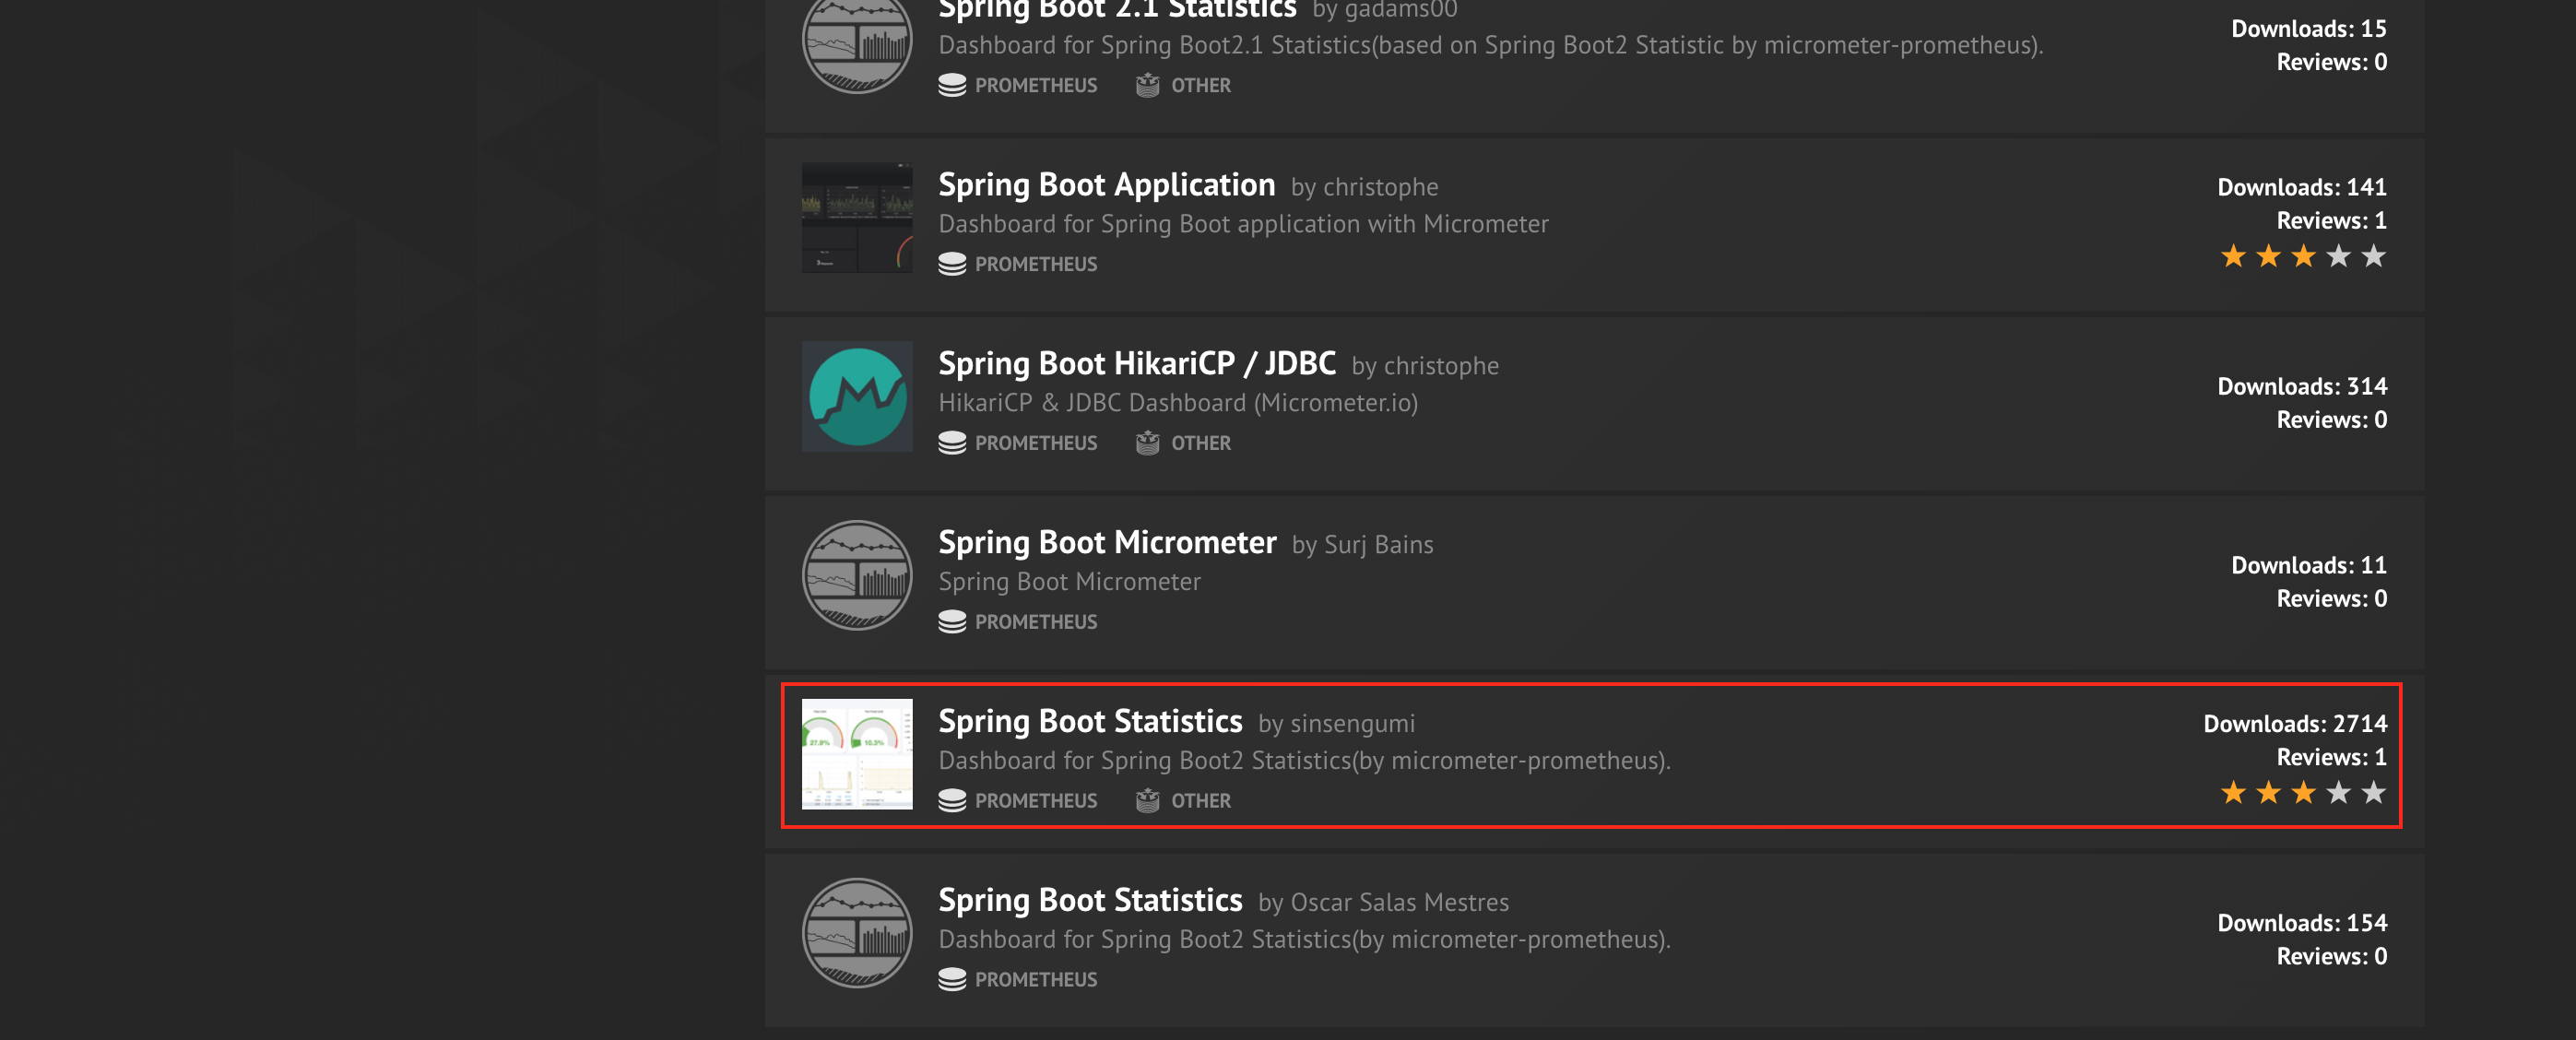 Spring Boot 2.1 Statistics by gadams00
Dashboard for Spring Boot2.1 Statistics(based on Spring Boot2 Statistic by micrometer-prometheus).
PROMETHEUS OTHER
Downloads: 15
Reviews: 0
Spring Boot Application by christophe
Dashboard for Spring Boot application with Micrometer
PROMETHEUS
Downloads: 141
Reviews: 1
Spring Boot HikariCP / JDBC by christophe
HikariCP & JDBC Dashboard (Micrometer.io)
PROMETHEUS OTHER
Downloads: 314
Reviews: 0
Spring Boot Micrometer by Surj Bains
Spring Boot Micrometer
PROMETHEUS
Downloads: 11
Reviews: 0
Spring Boot Statistics by sinsengumi
Dashboard for Spring Boot2 Statistics(by micrometer-prometheus).
PROMETHEUS OTHER
Downloads: 2714
Reviews: 1
27.9% 10.3%
Spring Boot Statistics by Oscar Salas Mestres
Dashboard for Spring Boot2 Statistics(by micrometer-prometheus).
PROMETHEUS
Downloads: 154
Reviews: 0